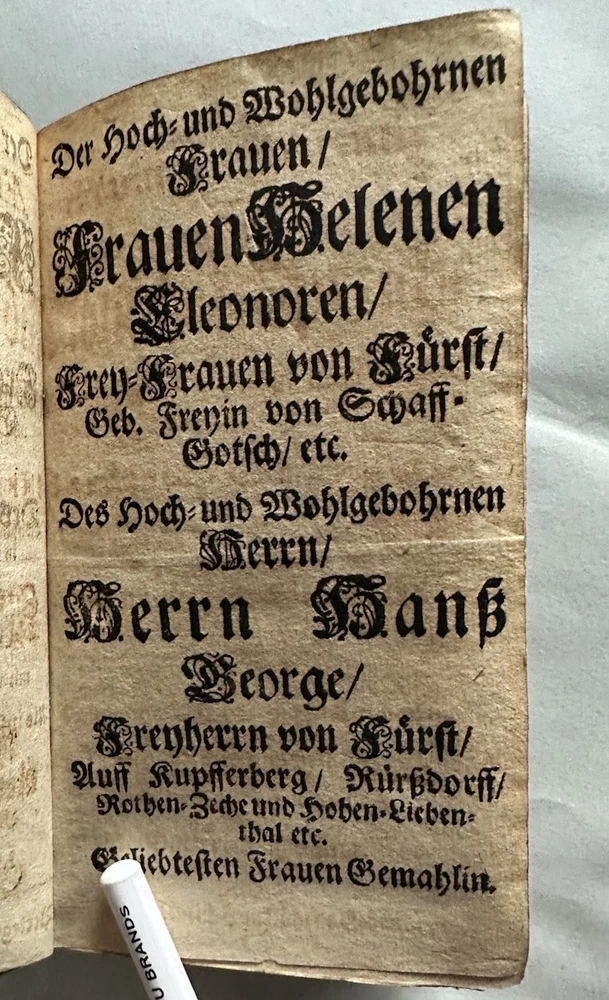 Der Hoch-und Wohlgebohrnen
Frauen/
Frauen Helenen
Eleonoren/
Frey-Frauen von Fürst/
Geb. Freyin von Schaff-
Gotsch/ etc.
Des Hoch-und Wohlgebohrnen
Herrn/
Herrn Hanß
George/
Freyherrn von Fürst/
Auff Kupfferberg/ Rürßdorff/
Rothen-Zeche und Hohen-Lieben-
thal etc.
Geliebtesten Frauen Gemahlin.
U BRANDS